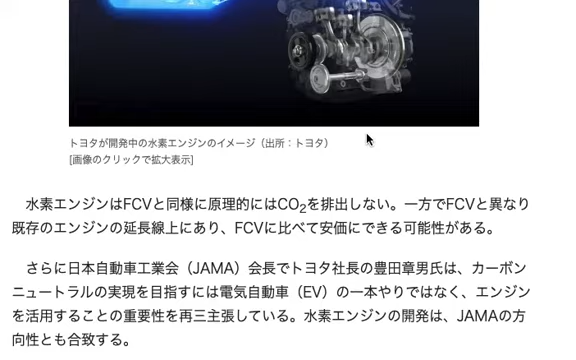 トヨタが開発中の水素エンジンのイメージ（出所：トヨタ）
[画像のクリックで拡大表示]
水素エンジンはFCVと同様に原理的にはCO2を排出しない。一方でFCVと異なり
既存のエンジンの延長線上にあり、FCVに比べて安価にできる可能性がある。
さらに日本自動車工業会（JAMA）会長でトヨタ社長の豊田章男氏は、カーボン
ニュートラルの実現を目指すには電気自動車（EV）の一本やりではなく、エンジン
を活用することの重要性を再三主張している。水素エンジンの開発は、JAMAの方
向性とも合致する。